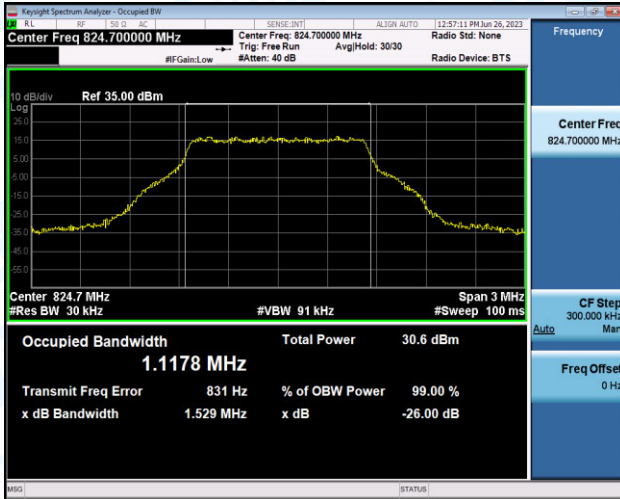 Keysight Spectrum Analyzer - Occupied BW
RL RF 50 Ω AC SENSE:INT ALIGN AUTO 12:57:11 PM Jun 26, 2023
Center Freq 824.700000 MHz
Center Freq: 824.700000 MHz
Radio Std: None
Trig: Free Run Avg|Hold: 30/30
#IFGain:Low #Atten: 40 dB Radio Device: BTS
Frequency
10 dB/div Ref 35.00 dBm
Log
25.0
15.0
5.00
-5.00
-15.0
-25.0
-35.0
-45.0
-55.0
Center Freq
824.700000 MHz
Center 824.7 MHz Span 3 MHz
#Res BW 30 kHz #VBW 91 kHz #Sweep 100 ms
CF Step
300.000 kHz
Auto Man
Occupied Bandwidth Total Power 30.6 dBm
1.1178 MHz
Transmit Freq Error 831 Hz % of OBW Power 99.00 %
x dB Bandwidth 1.529 MHz x dB -26.00 dB
Freq Offset
0 Hz
MSG STATUS